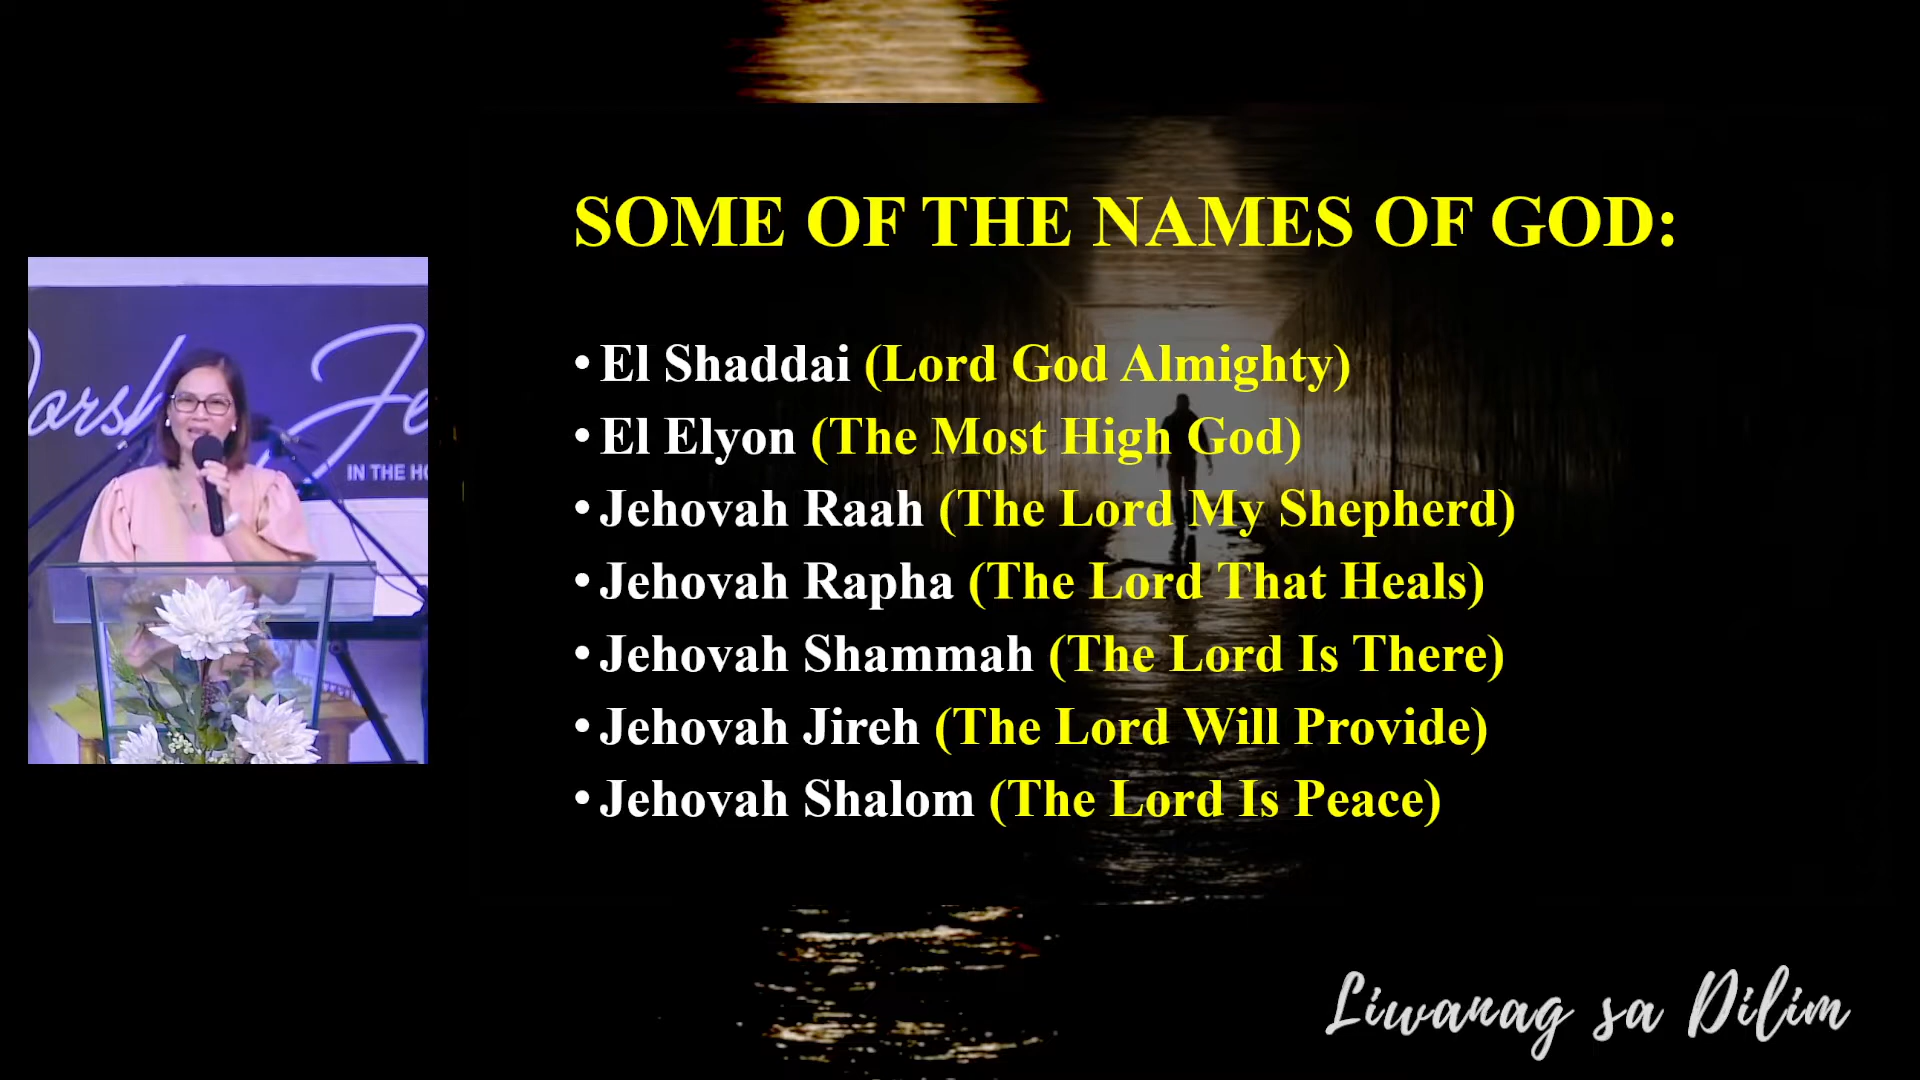 SOME OF THE NAMES OF GOD:
• El Shaddai (Lord God Almighty)
• El Elyon (The Most High God)
• Jehovah Raah (The Lord My Shepherd)
• Jehovah Rapha (The Lord That Heals)
• Jehovah Shammah (The Lord Is There)
• Jehovah Jireh (The Lord Will Provide)
• Jehovah Shalom (The Lord Is Peace)
IN THE
Liwanag sa Dilim